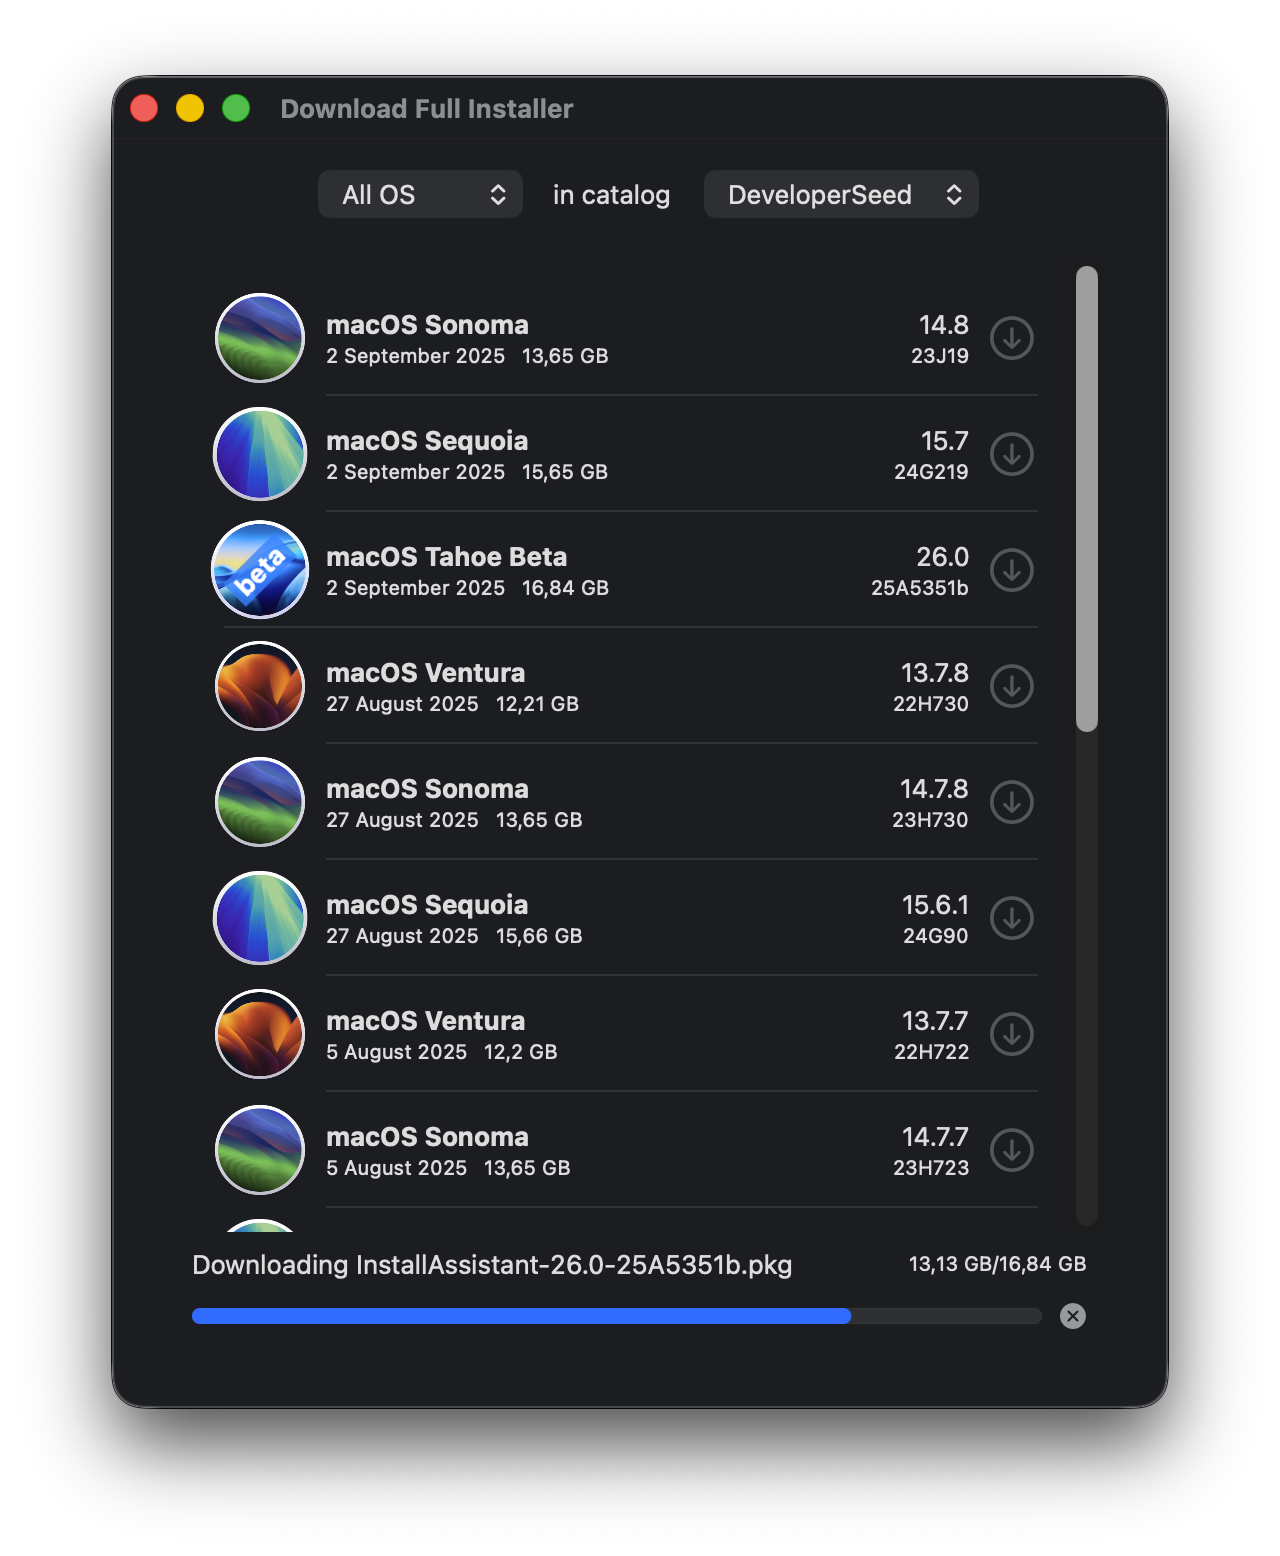 Download Full Installer
All OS in catalog DeveloperSeed
macOS Sonoma 14.8
2 September 2025 13,65 GB 23J19
macOS Sequoia 15.7
2 September 2025 15,65 GB 24G219
beta
macOS Tahoe Beta 26.0
2 September 2025 16,84 GB 25A5351b
macOS Ventura 13.7.8
27 August 2025 12,21 GB 22H730
macOS Sonoma 14.7.8
27 August 2025 13,65 GB 23H730
macOS Sequoia 15.6.1
27 August 2025 15,66 GB 24G90
macOS Ventura 13.7.7
5 August 2025 12,2 GB 22H722
macOS Sonoma 14.7.7
5 August 2025 13,65 GB 23H723
Downloading InstallAssistant-26.0-25A5351b.pkg 13,13 GB/16,84 GB